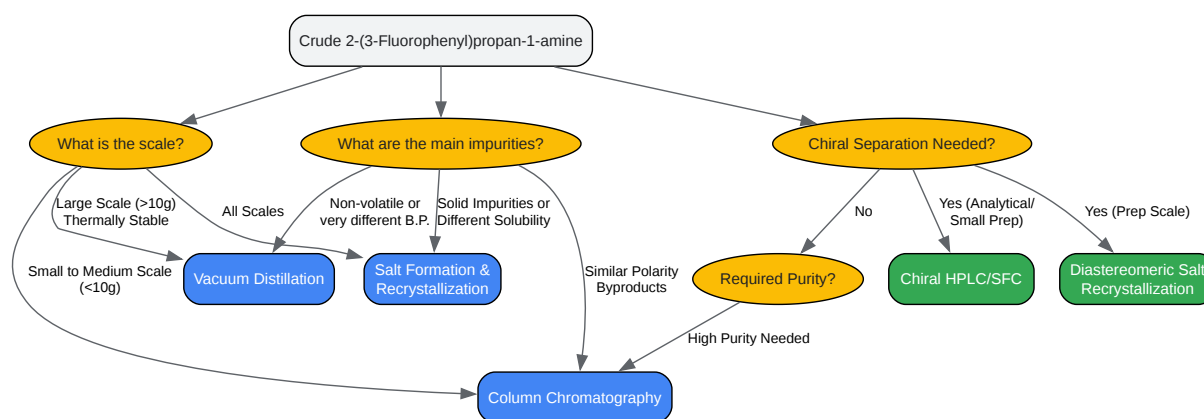 Crude 2-(3-Fluorophenyl)propan-1-amine
What is the scale?
What are the main impurities?
Chiral Separation Needed?
Large Scale (>10g)
Thermally Stable
All Scales
Non-volatile or
very different B.P.
Solid Impurities or
Different Solubility
No
Yes (Analytical/
Small Prep)
Yes (Prep Scale)
Small to Medium Scale
(<10g)
Vacuum Distillation
Salt Formation &
Recrystallization
Similar Polarity
Byproducts
Required Purity?
Chiral HPLC/SFC
Diastereomeric Salt
Recrystallization
High Purity Needed
Column Chromatography